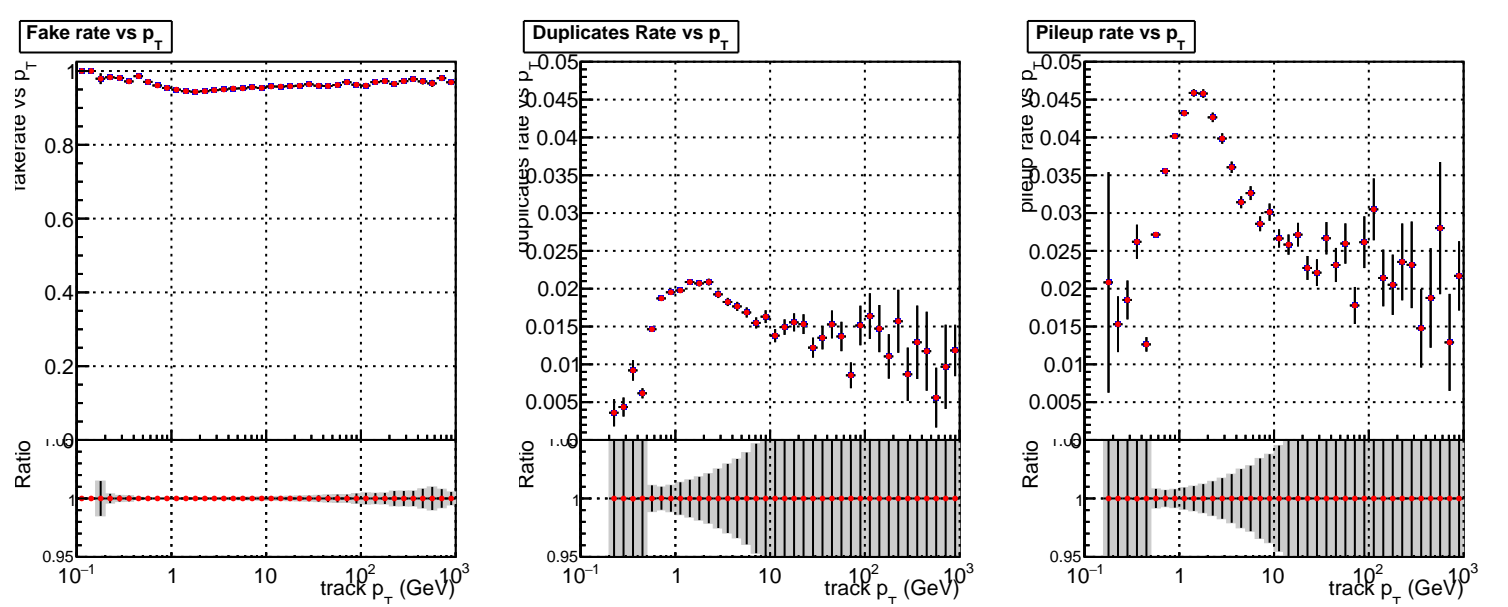 Fake rate vs p_T
fakerate vs p_T
1
0.8
0.6
0.4
0.2
0
Ratio
1
0.95
10^−1 1 10 10^2 10^3
track p_T (GeV)
Duplicates Rate vs p_T
duplicates rate vs p_T
0.05
0.045
0.04
0.035
0.03
0.025
0.02
0.015
0.01
0.005
0
Ratio
1
0.95
10^−1 1 10 10^2 10^3
track p_T (GeV)
Pileup rate vs p_T
pileup rate vs p_T
0.05
0.045
0.04
0.035
0.03
0.025
0.02
0.015
0.01
0.005
0
Ratio
1
0.95
10^−1 1 10 10^2 10^3
track p_T (GeV)